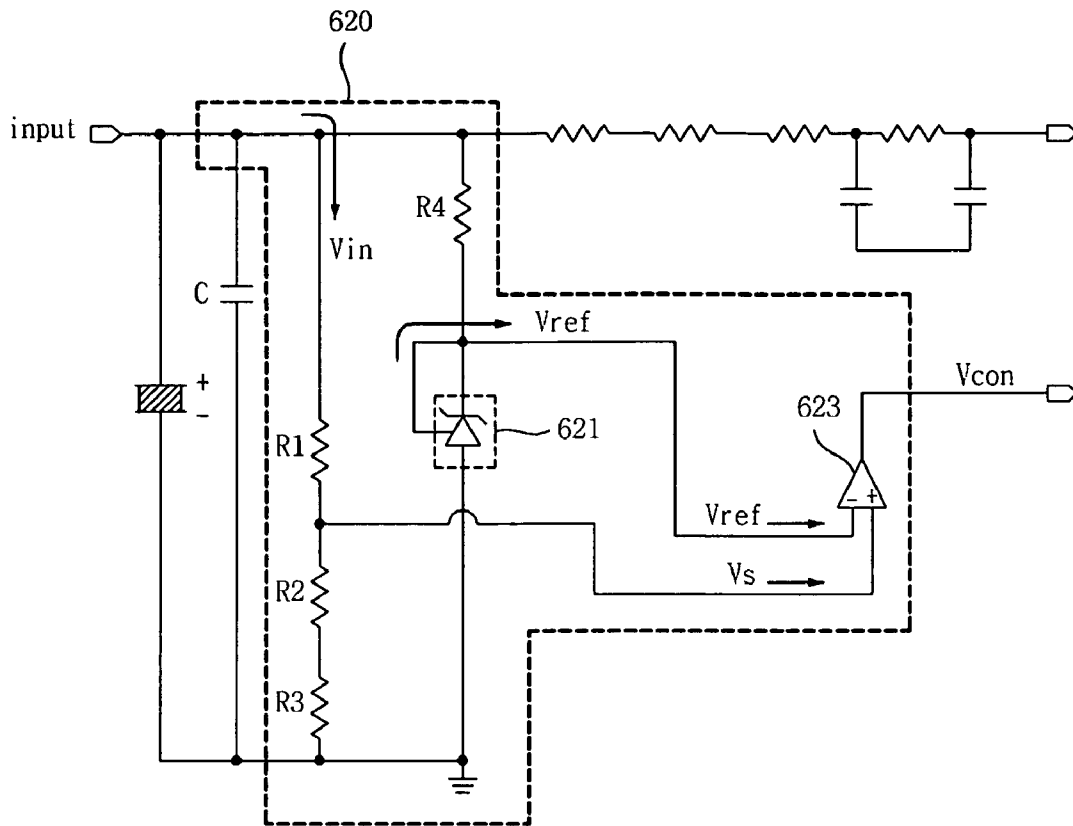 620
input
R4
Vin
C
Vref
+
-
Vcon
623
621
R1
- +
Vref
Vs
R2
R3